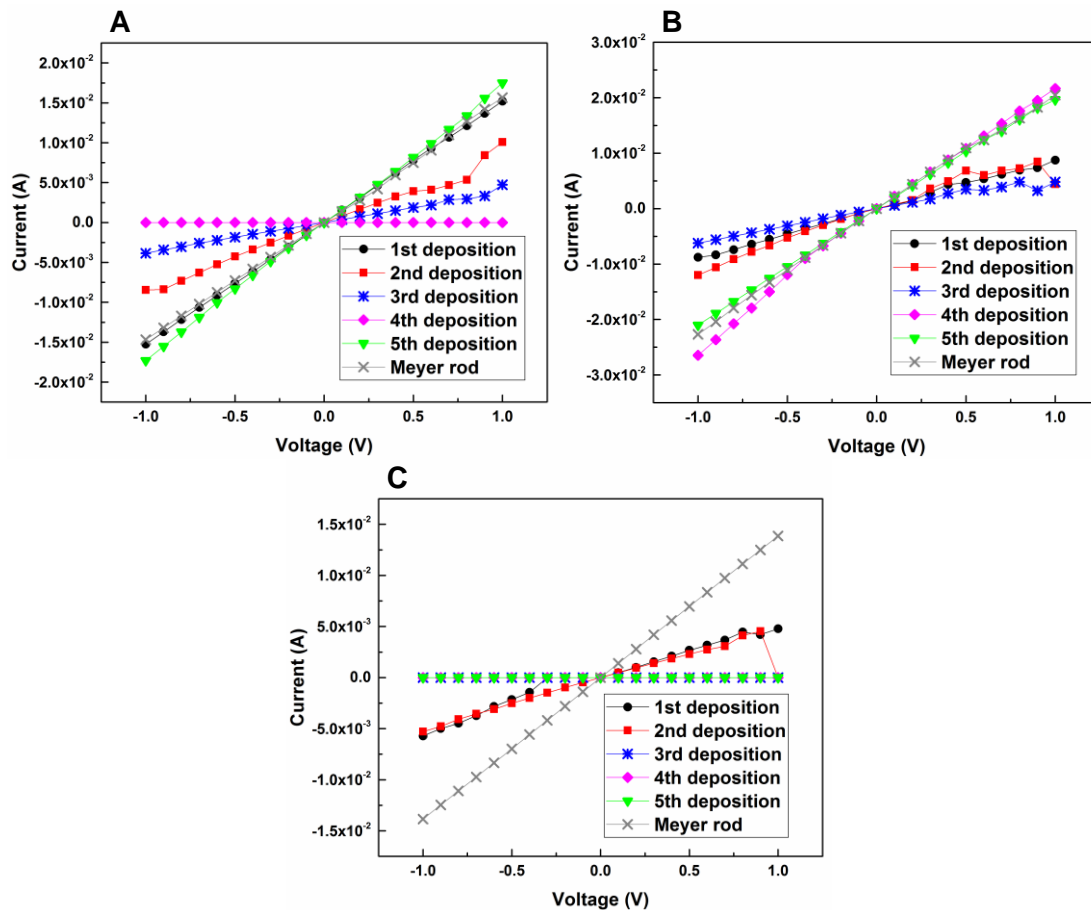 A
Current (A)
2.0x10⁻²
1.5x10⁻²
1.0x10⁻²
5.0x10⁻³
0.0
-5.0x10⁻³
-1.0x10⁻²
-1.5x10⁻²
-2.0x10⁻²
1st deposition
2nd deposition
3rd deposition
4th deposition
5th deposition
Meyer rod
-1.0 -0.5 0.0 0.5 1.0
Voltage (V)
B
Current (A)
3.0x10⁻²
2.0x10⁻²
1.0x10⁻²
0.0
-1.0x10⁻²
-2.0x10⁻²
-3.0x10⁻²
1st deposition
2nd deposition
3rd deposition
4th deposition
5th deposition
Meyer rod
-1.0 -0.5 0.0 0.5 1.0
Voltage (V)
C
Current (A)
1.5x10⁻²
1.0x10⁻²
5.0x10⁻³
0.0
-5.0x10⁻³
-1.0x10⁻²
-1.5x10⁻²
1st deposition
2nd deposition
3rd deposition
4th deposition
5th deposition
Meyer rod
-1.0 -0.5 0.0 0.5 1.0
Voltage (V)